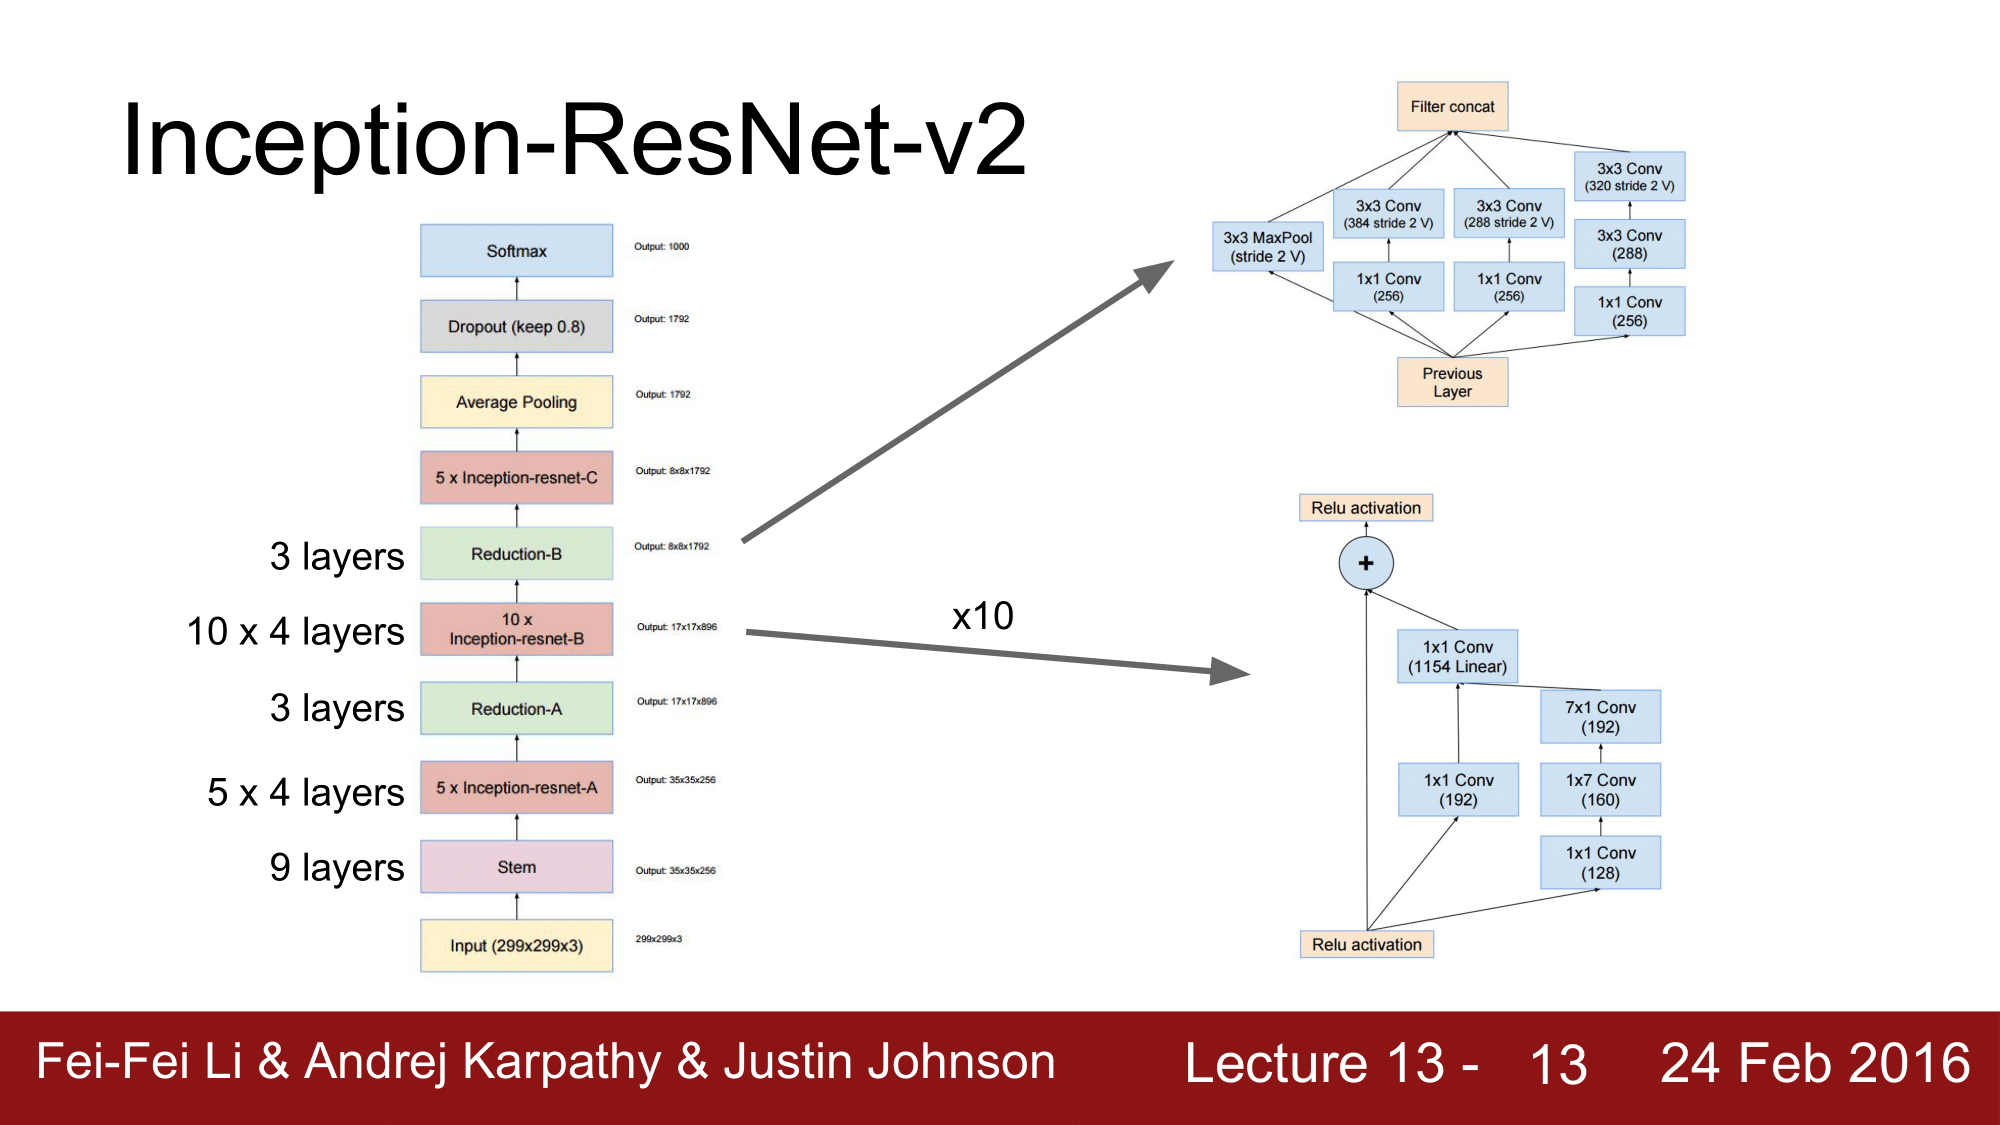 Inception-ResNet-v2
Softmax
Output: 1000
Dropout (keep 0.8)
Output: 1792
Average Pooling
Output: 1792
5 x Inception-resnet-C
Output: 8x8x1792
3 layers
Reduction-B
Output: 8x8x1792
10 x 4 layers
10 x
Inception-resnet-B
Output: 17x17x896
3 layers
Reduction-A
Output: 17x17x896
5 x 4 layers
5 x Inception-resnet-A
Output: 35x35x256
9 layers
Stem
Output: 35x35x256
Input (299x299x3)
299x299x3
x10
Filter concat
3x3 MaxPool
(stride 2 V)
3x3 Conv
(384 stride 2 V)
1x1 Conv
(256)
3x3 Conv
(288 stride 2 V)
1x1 Conv
(256)
3x3 Conv
(320 stride 2 V)
3x3 Conv
(288)
1x1 Conv
(256)
Previous
Layer
Relu activation
+
1x1 Conv
(1154 Linear)
1x1 Conv
(192)
7x1 Conv
(192)
1x7 Conv
(160)
1x1 Conv
(128)
Relu activation
Fei-Fei Li & Andrej Karpathy & Justin Johnson
Lecture 13 - 13
24 Feb 2016